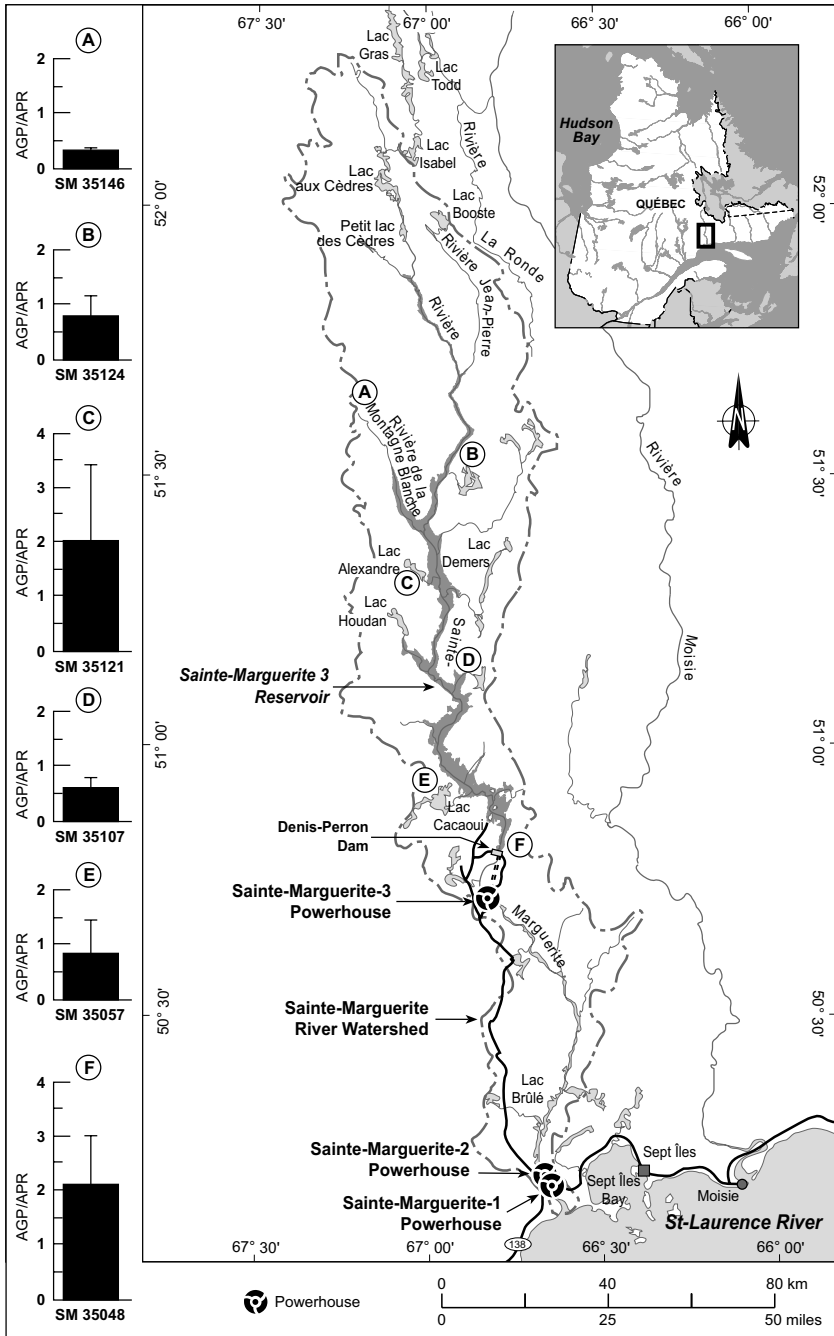 A
2
1
0
AGP/APR
SM 35146
B
2
1
0
AGP/APR
SM 35124
C
4
3
2
1
0
AGP/APR
SM 35121
D
2
1
0
AGP/APR
SM 35107
E
2
1
0
AGP/APR
SM 35057
F
4
3
2
1
0
AGP/APR
SM 35048
67° 30'
67° 00'
66° 30'
66° 00'
52° 00'
51° 30'
51° 00'
50° 30'
52° 00'
51° 30'
51° 00'
50° 30'
67° 30'
67° 00'
66° 30'
66° 00'
Hudson
Bay
QUÉBEC
Lac
Gras
Lac
Todd
Rivière
Lac
Isabel
Lac
aux Cèdres
Lac
Booste
Petit lac
des Cèdres
La Ronde
Rivière
Jean-Pierre
Rivière
A
Rivière de la
Montagne Blanche
B
Rivière
Moisie
Lac
Alexandre
Lac
Demers
C
Lac
Houdan
Sainte-
D
Sainte-Marguerite 3
Reservoir
E
Lac
Cacaoui
Denis-Perron
Dam
F
Sainte-Marguerite-3
Powerhouse
Marguerite
Sainte-Marguerite
River Watershed
Lac
Brûlé
Sainte-Marguerite-2
Powerhouse
Sept Îles
Sept Îles
Bay
Moisie
Sainte-Marguerite-1
Powerhouse
St-Laurence River
138
Powerhouse
0
40
80 km
0
25
50 miles